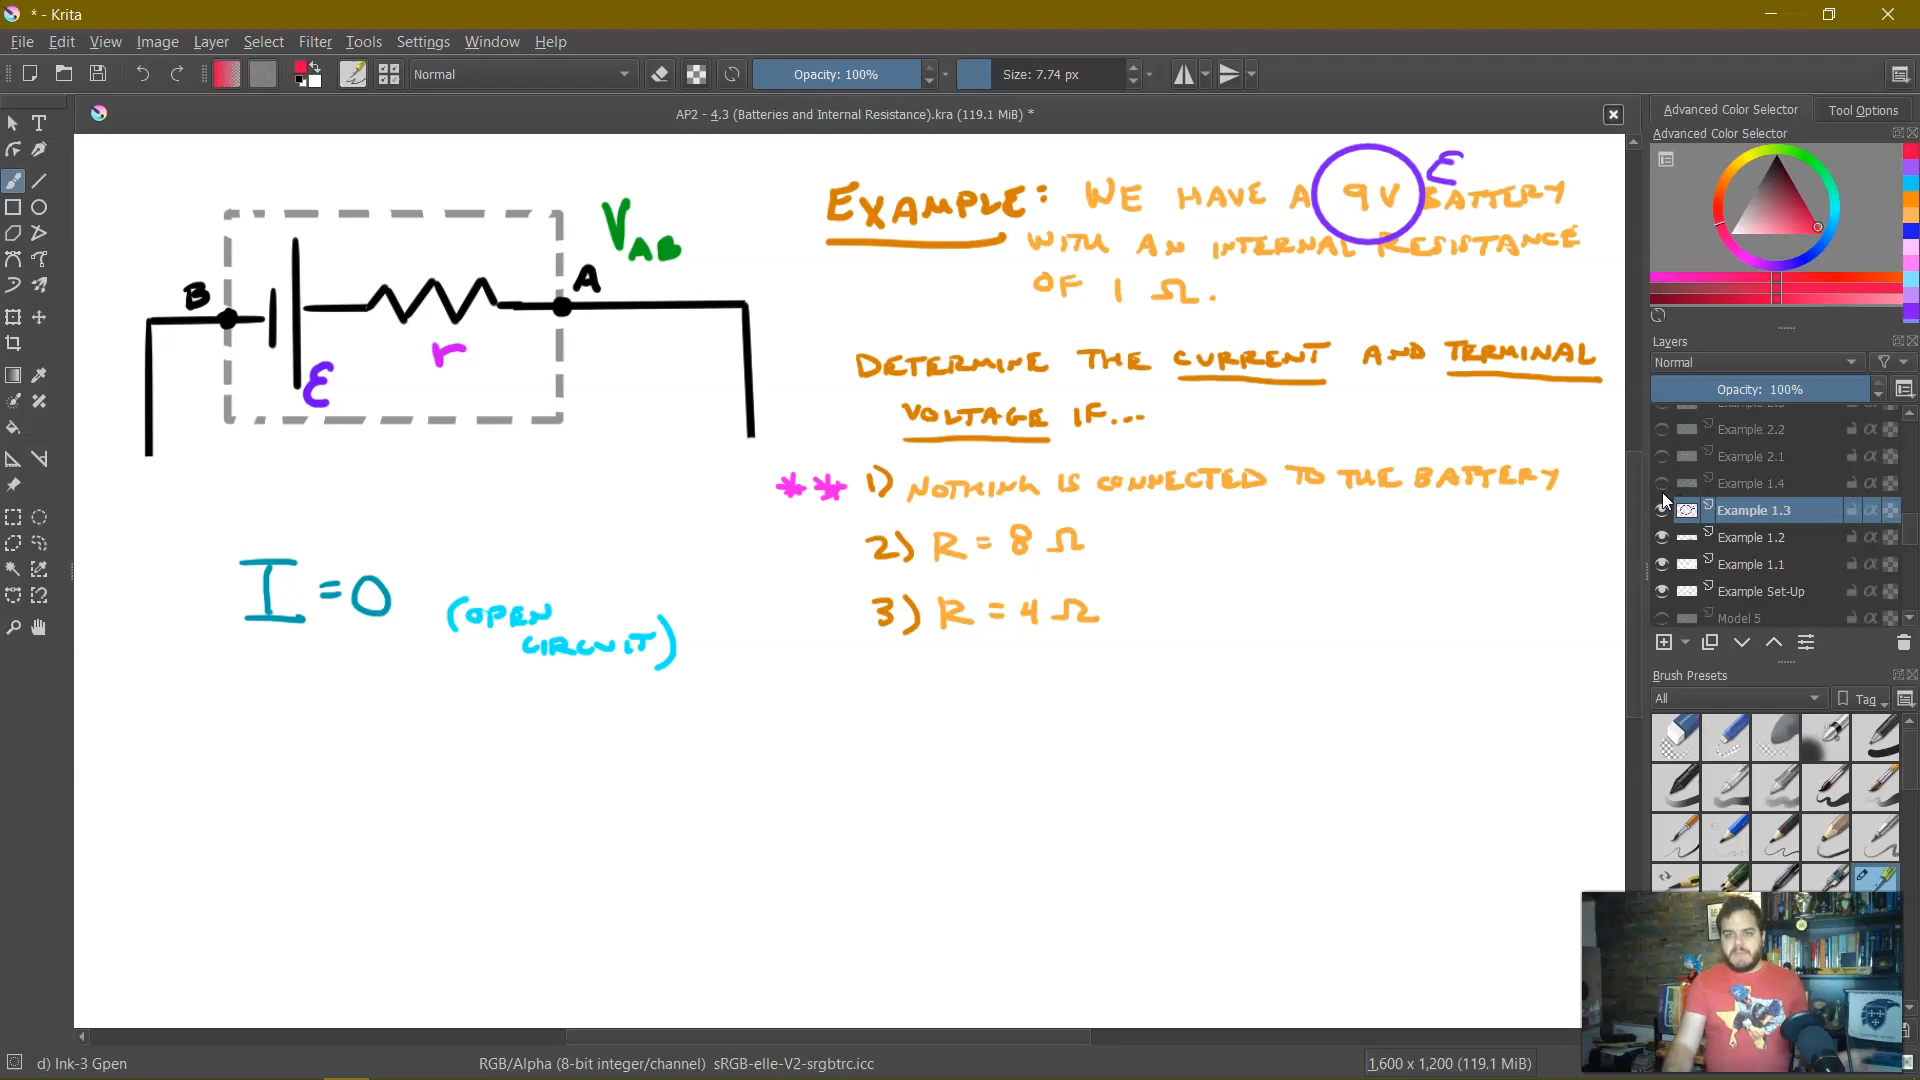 * - Krita
File Edit View Image Layer Select Filter Tools Settings Window Help
Normal
Opacity: 100%
Size: 7.74 px
AP2 - 4.3 (Batteries and Internal Resistance).kra (119.1 MiB) *
B
A
V_AB
Ɛ
r
I = 0
(OPEN
CIRCUIT)
Ɛ
EXAMPLE: WE HAVE A 9V BATTERY
WITH AN INTERNAL RESISTANCE
OF 1 Ω.
DETERMINE THE CURRENT AND TERMINAL
VOLTAGE IF...
** 1) NOTHING IS CONNECTED TO THE BATTERY
2) R = 8 Ω
3) R = 4 Ω
Advanced Color Selector Tool Options
Advanced Color Selector
Layers
Normal
Opacity: 100%
Example 2.2
Example 2.1
Example 1.4
Example 1.3
Example 1.2
Example 1.1
Example Set-Up
Model 5
Brush Presets
All
Tag
d) Ink-3 Gpen
RGB/Alpha (8-bit integer/channel) sRGB-elle-V2-srgbtrc.icc
1,600 x 1,200 (119.1 MiB)